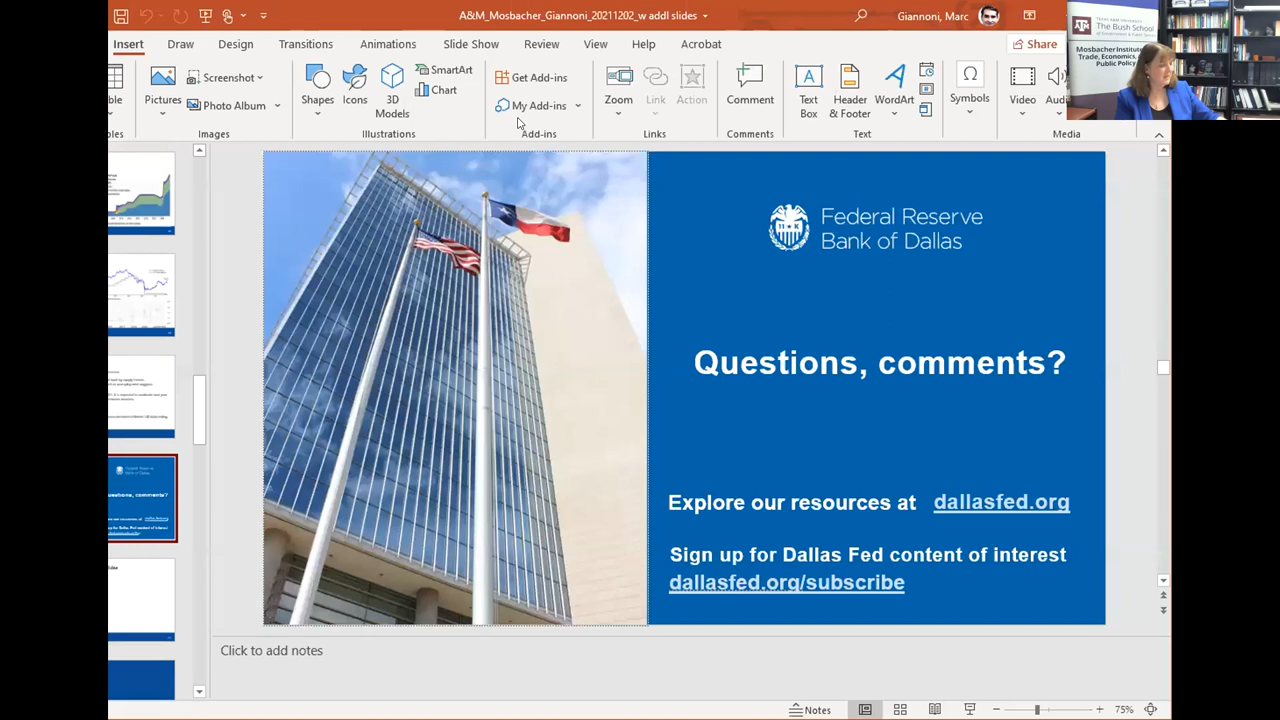 A&M_Mosbacher_Giannoni_20211202_w addl slides
Giannoni, Marc
Insert Draw Design Transitions Animations Slide Show Review View Help Acrobat
Share
Pictures
Screenshot
Photo Album
Images
Shapes
Icons
3D
Models
SmartArt
Chart
Illustrations
Get Add-ins
My Add-ins
Add-ins
Zoom
Link
Action
Links
Comment
Comments
Text
Box
Header
& Footer
WordArt
Text
Symbols
Video
Media
TEXAS A&M UNIVERSITY
The Bush School
Mosbacher Institute
Trade, Economics,
Public Policy
Federal Reserve
Bank of Dallas
Questions, comments?
Explore our resources at dallasfed.org
Sign up for Dallas Fed content of interest
dallasfed.org/subscribe
Click to add notes
Notes
75%